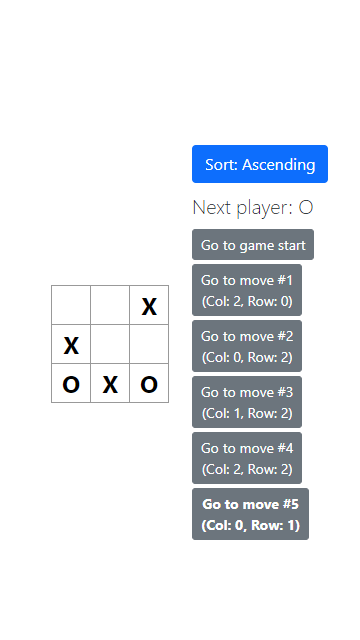 Sort: Ascending
Next player: O
Go to game start
Go to move #1
(Col: 2, Row: 0)
Go to move #2
(Col: 0, Row: 2)
Go to move #3
(Col: 1, Row: 2)
Go to move #4
(Col: 2, Row: 2)
Go to move #5
(Col: 0, Row: 1)
X
X
O X O